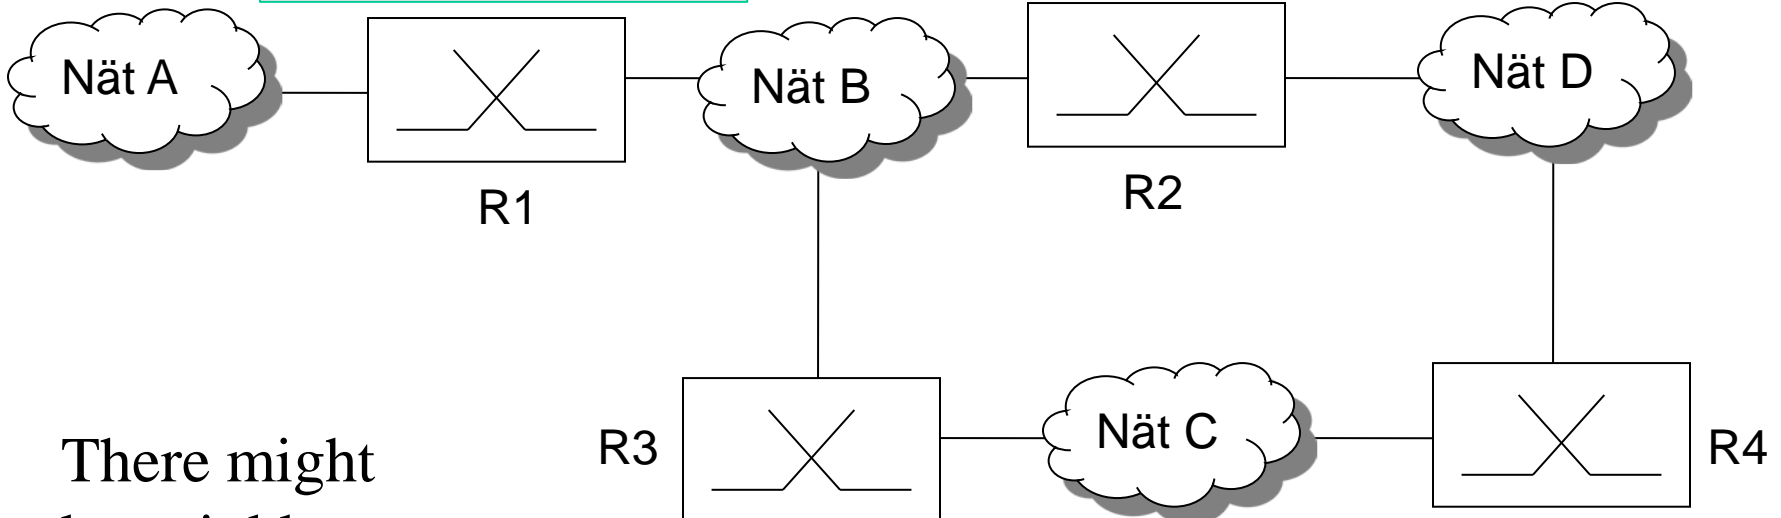 Nät A
Nät B
Nät D
R1
R2
R3
Nät C
R4
There might